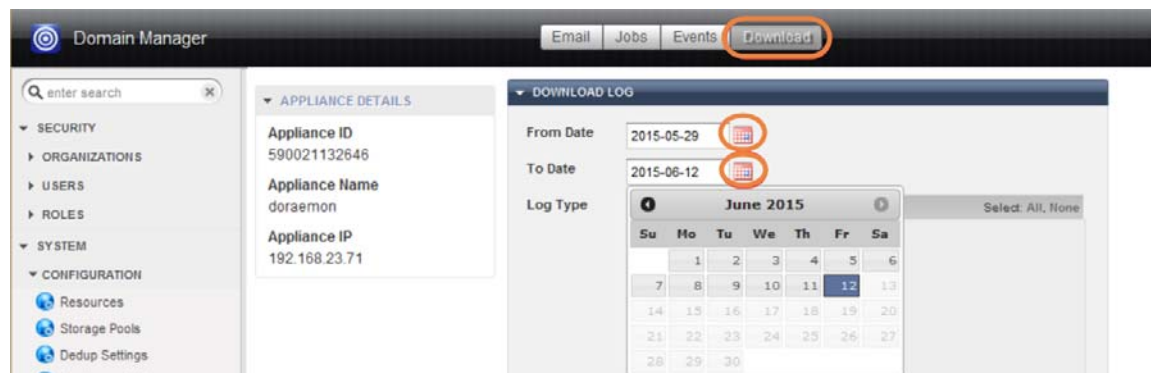 Domain Manager
Email Jobs Events Download
enter search
SECURITY
ORGANIZATIONS
USERS
ROLES
SYSTEM
CONFIGURATION
Resources
Storage Pools
Dedup Settings
APPLIANCE DETAILS
Appliance ID
590021132646
Appliance Name
doraemon
Appliance IP
192.168.23.71
DOWNLOAD LOG
From Date 2015-05-29
To Date 2015-06-12
Log Type
Select: All, None
June 2015
Su Mo Tu We Th Fr Sa
1 2 3 4 5 6
7 8 9 10 11 12 13
14 15 16 17 18 19 20
21 22 23 24 25 26 27
28 29 30